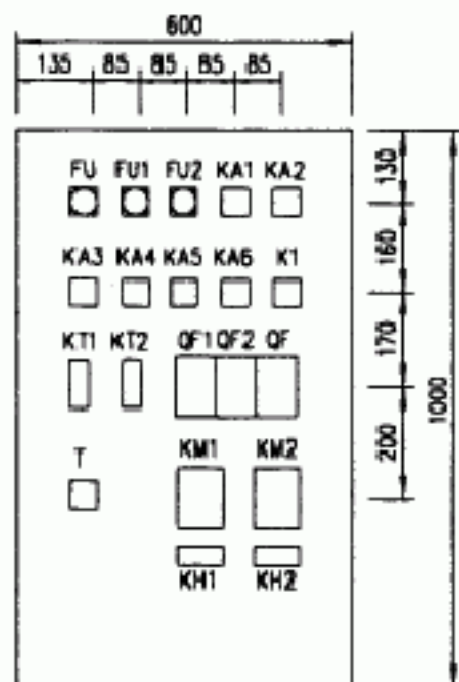 600
135 85 85 85 85
FU FU1 FU2 KA1 KA2
KA3 KA4 KA5 KA6 K1
KT1 KT2 QF1 QF2 QF
T KM1 KM2
KH1 KH2
130
160
170
200
1000